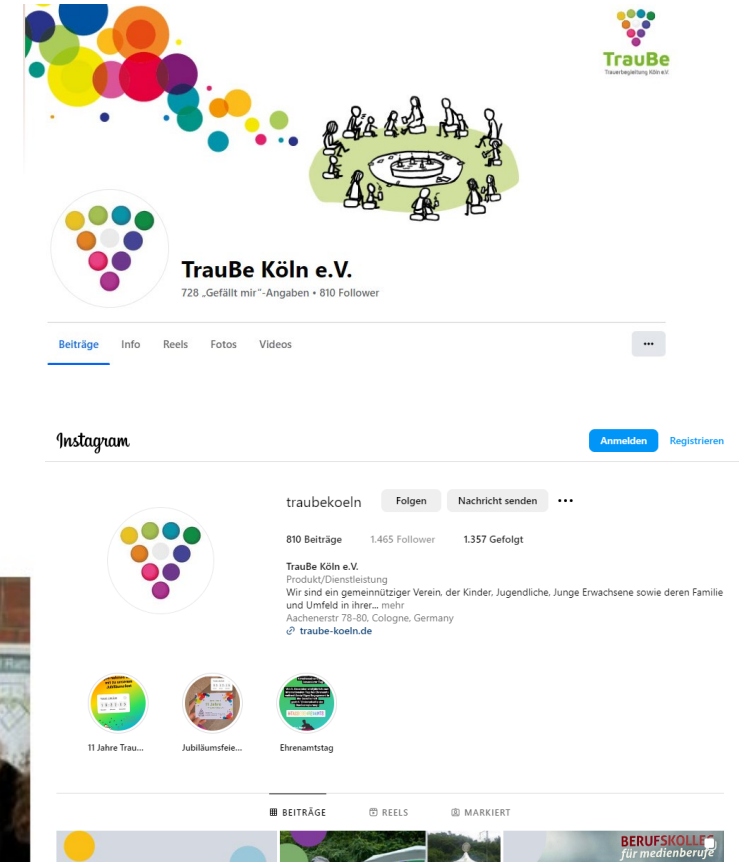 TrauBe
Trauerbegleitung Köln e.V.
TrauBe Köln e.V.
728 „Gefällt mir“-Angaben • 810 Follower
Beiträge Info Reels Fotos Videos
Instagram
Anmelden Registrieren
traubekoeln Folgen Nachricht senden
810 Beiträge 1.465 Follower 1.357 Gefolgt
TrauBe Köln e.V.
Produkt/Dienstleistung
Wir sind ein gemeinnütziger Verein, der Kinder, Jugendliche, Junge Erwachsene sowie deren Familie
und Umfeld in ihrer... mehr
Aachenerstr 78-80, Cologne, Germany
traube-koeln.de
11 Jahre Trau... Jubiläumsfeie... Ehrenamtstag
BEITRÄGE REELS MARKIERT
BERUFSKOLLEG
für medienberufe